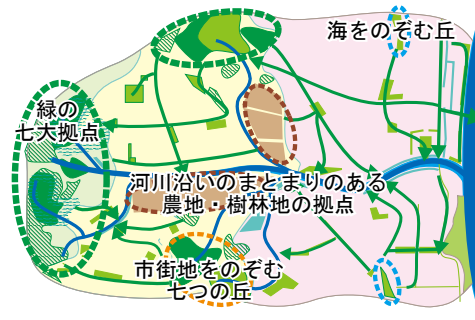 海をのぞむ丘
緑の
七大拠点
河川沿いのまとまりのある
農地・樹林地の拠点
市街地をのぞむ
七つの丘